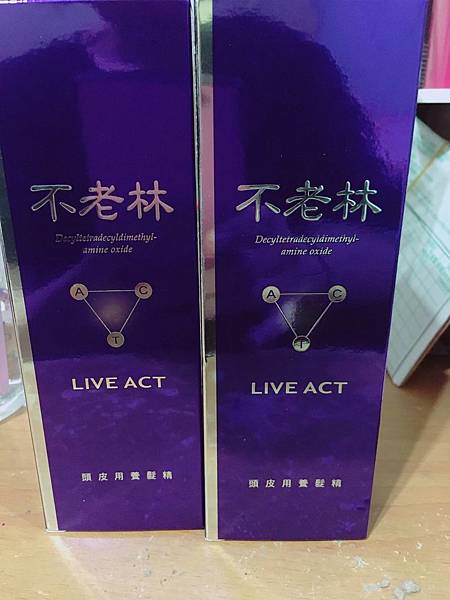 不老林
Decyltetradecyldimethyl-
amine oxide
A C
T
LIVE ACT
頭皮用養髮精
不老林
Decyltetradecyldimethyl-
amine oxide
A C
T
LIVE ACT
頭皮用養髮精